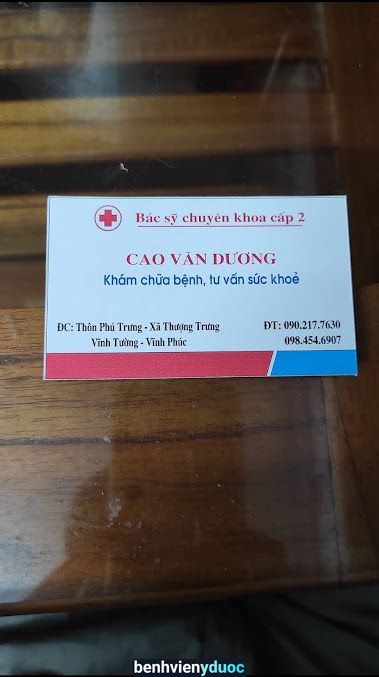 Bác sỹ chuyên khoa cấp 2
CAO VĂN DƯƠNG
Khám chữa bệnh, tư vấn sức khoẻ
ĐC: Thôn Phú Trưng - Xã Thượng Trưng
Vĩnh Tường - Vĩnh Phúc
ĐT: 090.217.7630
098.454.6907
benhvienyduoc